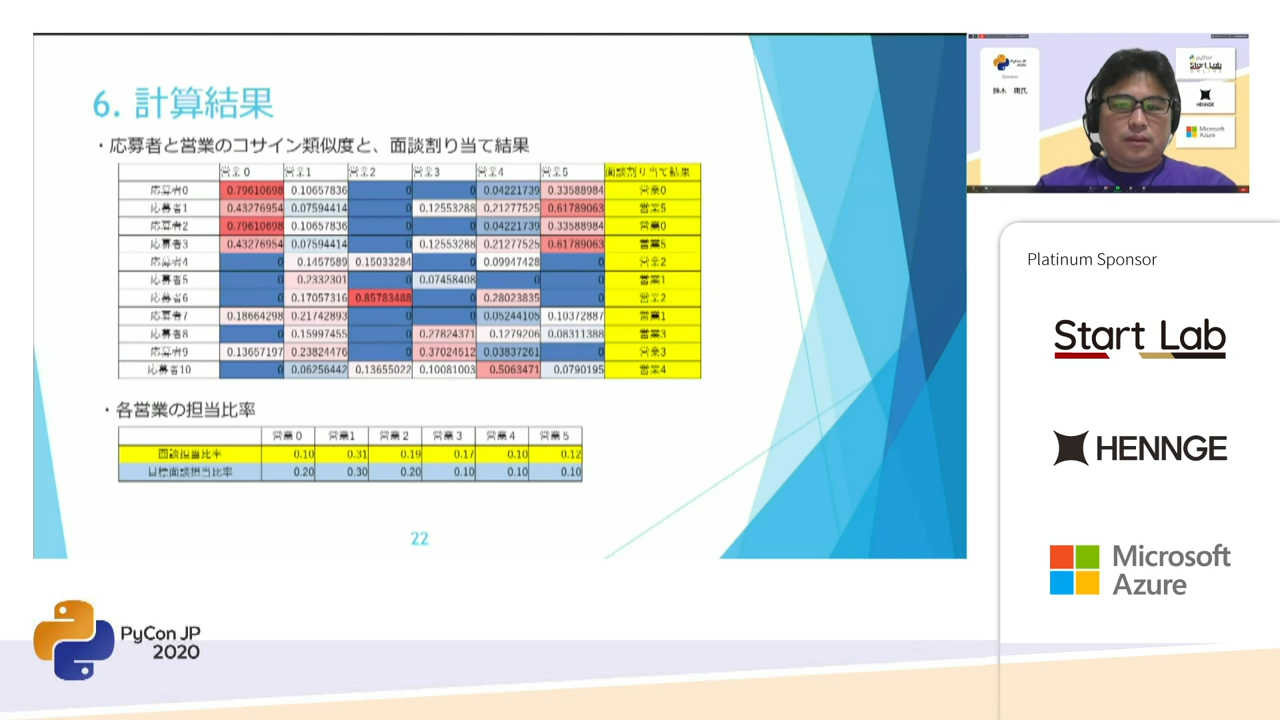 6. 計算結果
・応募者と営業のコサイン類似度と、面談割り当て結果
営業0 営業1 営業2 営業3 営業4 営業5 面談割り当て結果
応募者0 0.79610698 0.10657836 0 0 0.04221739 0.33588984 営業0
応募者1 0.43276954 0.07594414 0 0.12553288 0.21277525 0.61789063 営業5
応募者2 0.79610698 0.10657836 0 0 0.04221739 0.33588984 営業0
応募者3 0.43276954 0.07594414 0 0.12553288 0.21277525 0.61789063 営業5
応募者4 0 0.1457589 0.15033284 0 0.09947428 0 営業2
応募者5 0 0.2332301 0 0.07458408 0 0 営業1
応募者6 0 0.17057316 0.85783488 0 0.28023835 0 営業2
応募者7 0.18664298 0.21742893 0 0 0.05244105 0.10372887 営業1
応募者8 0 0.15997455 0 0.27824371 0.1279206 0.08311388 営業3
応募者9 0.13657197 0.23824476 0 0.37024512 0.03837261 0 営業3
応募者10 0 0.06256442 0.13655022 0.10081003 0.5063471 0.0790195 営業4
・各営業の担当比率
営業0 営業1 営業2 営業3 営業4 営業5
面談担当比率 0.10 0.31 0.19 0.17 0.10 0.12
目標面談担当比率 0.20 0.30 0.20 0.10 0.10 0.10
22
Platinum Sponsor
Start Lab
HENNGE
Microsoft
Azure
PyCon JP
2020